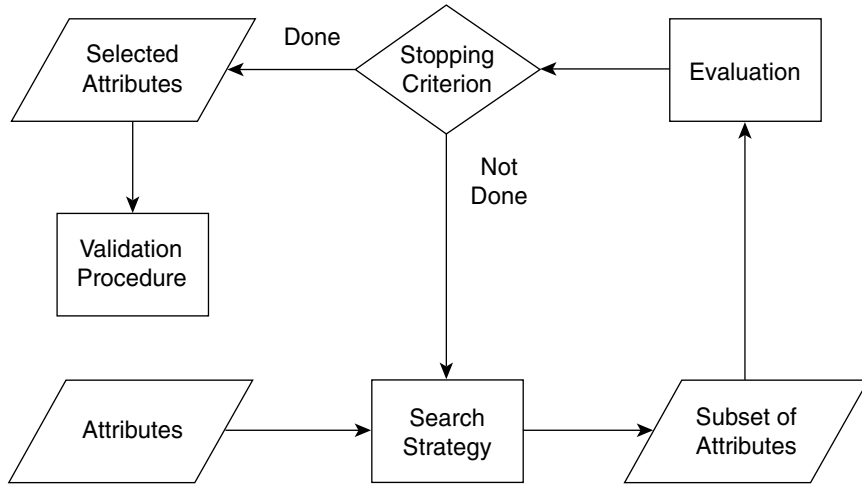 Selected
Attributes
Done
Stopping
Criterion
Evaluation
Not
Done
Validation
Procedure
Attributes
Search
Strategy
Subset of
Attributes